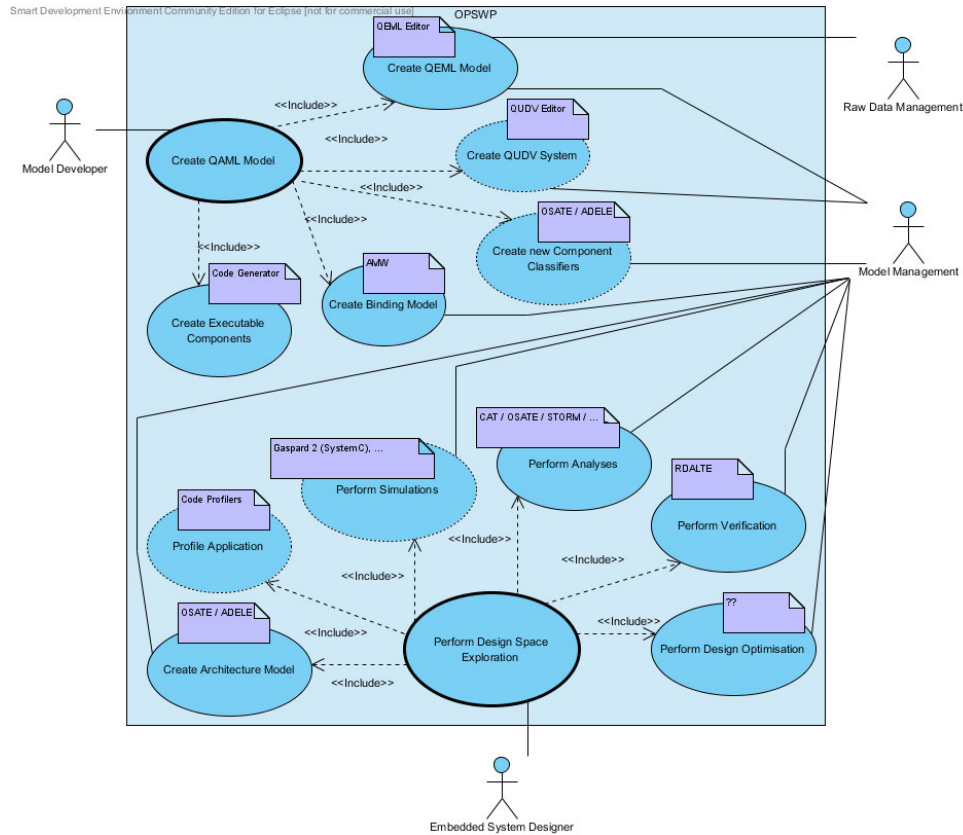 Smart Development Environment Community Edition for Eclipse [not for commercial use]
OPSWP
QEML Editor
Create QEML Model
Raw Data Management
<<Include>>
QUDV Editor
Model Developer
<<Include>>
Create QAML Model
Create QUDV System
<<Include>>
OSATE / ADELE
<<Include>>
Create new Component
Classifiers
Model Management
<<Include>>
AMW
Code Generator
Create Binding Model
Create Executable
Components
CAT / OSATE / STORM / ...
Gaspard 2 (SystemC), ...
Perform Analyses
RDALTE
Perform Simulations
Code Profilers
Perform Verification
<<Include>>
Profile Application
<<Include>>
<<Include>>
OSATE / ADELE
??
<<Include>>
<<Include>>
Perform Design Space
Exploration
Perform Design Optimisation
Create Architecture Model
<<Include>>
Embedded System Designer